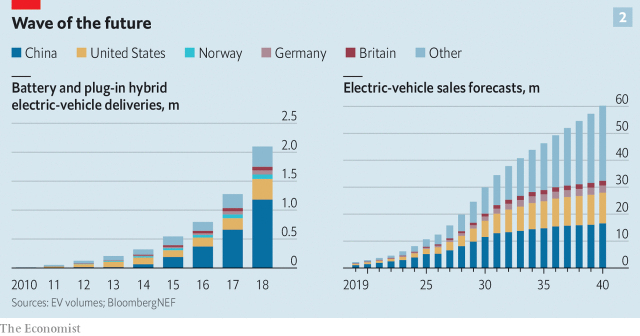 Wave of the future
2
China
United States
Norway
Germany
Britain
Other
Battery and plug-in hybrid
electric-vehicle deliveries, m
2.5
2.0
1.5
1.0
0.5
0
2010 11 12 13 14 15 16 17 18
Electric-vehicle sales forecasts, m
60
50
40
30
20
10
0
2019 25 30 35 40
Sources: EV volumes; BloombergNEF
The Economist